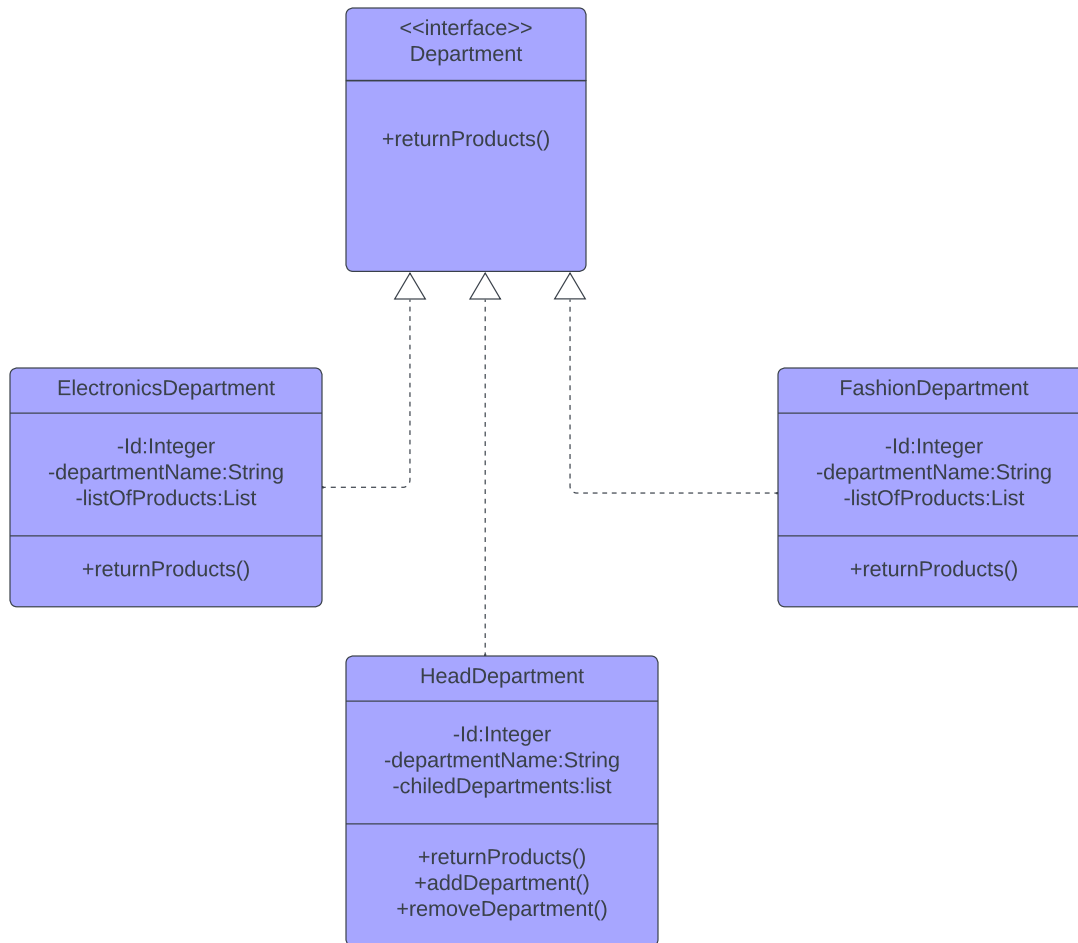 <<interface>>
Department
+returnProducts()
ElectronicsDepartment
-Id:Integer
-departmentName:String
-listOfProducts:List
+returnProducts()
FashionDepartment
-Id:Integer
-departmentName:String
-listOfProducts:List
+returnProducts()
HeadDepartment
-Id:Integer
-departmentName:String
-chiledDepartments:list
+returnProducts()
+addDepartment()
+removeDepartment()